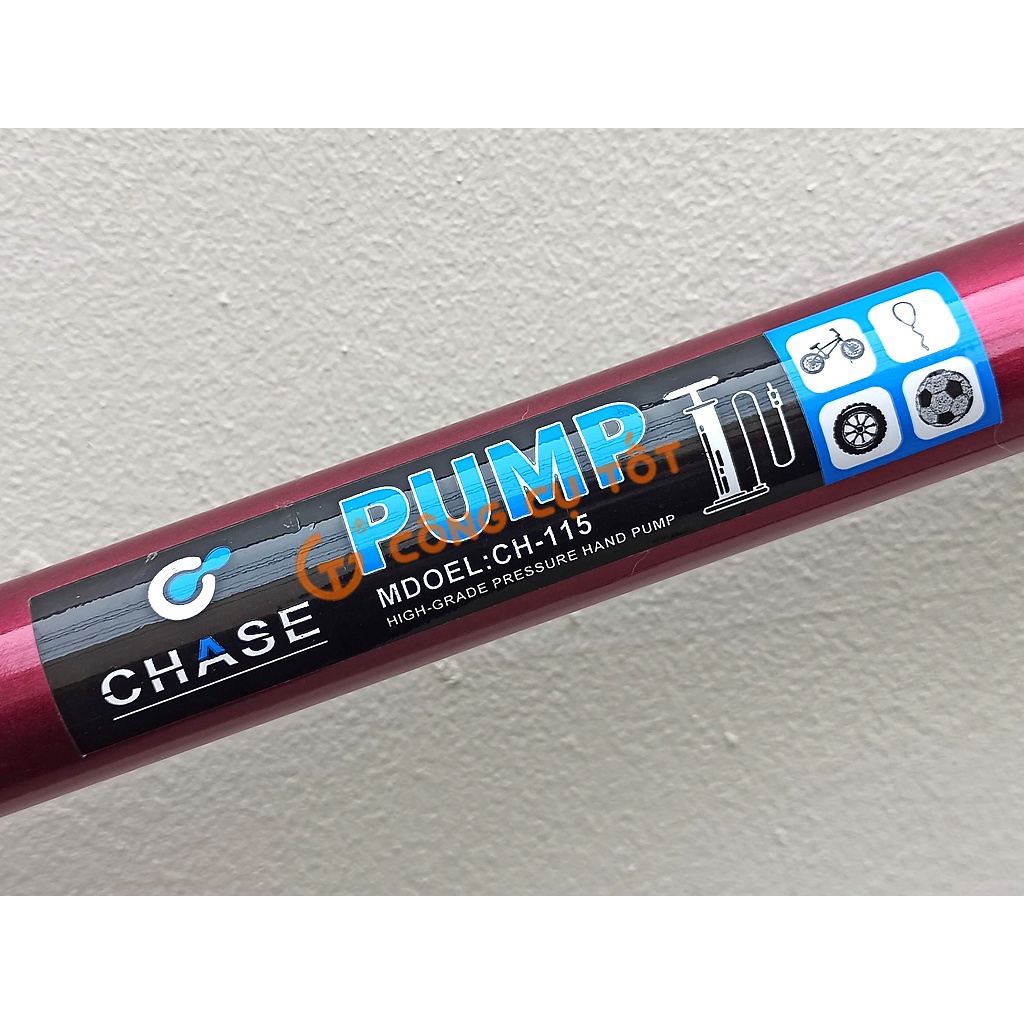 CHASE
PUMP
MDOEL:CH-115
HIGH-GRADE PRESSURE HAND PUMP
CÔNG CỤ TỐT